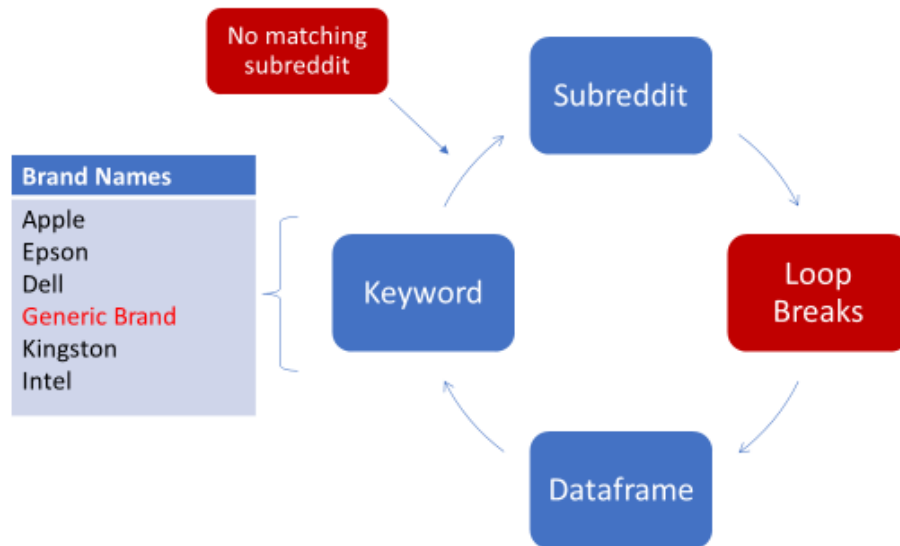 No matching
subreddit
Subreddit
Brand Names
Apple
Epson
Dell
Generic Brand
Kingston
Intel
Keyword
Loop
Breaks
Dataframe